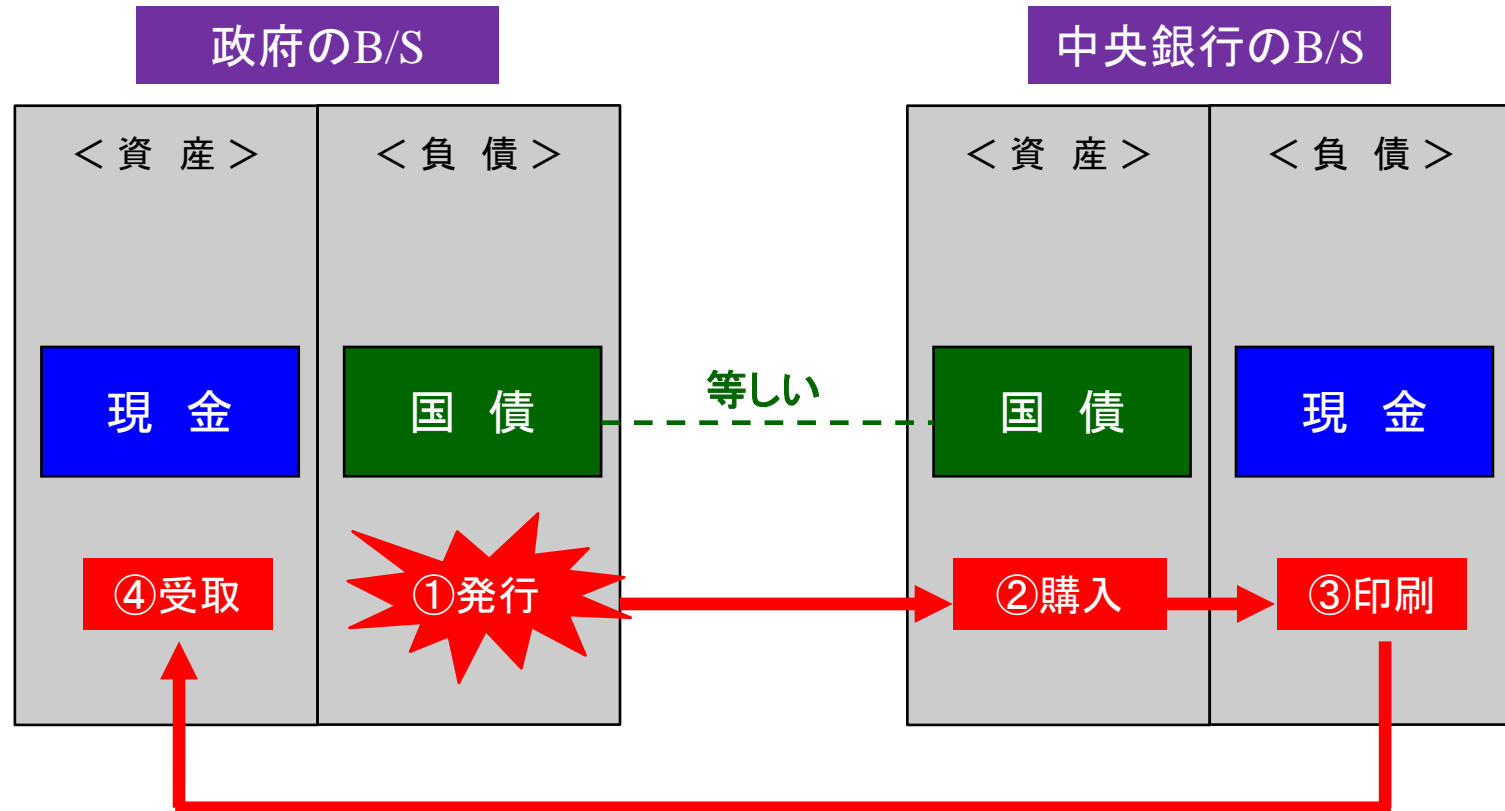 政府のB/S
中央銀行のB/S
＜資 産＞
＜負 債＞
＜資 産＞
＜負 債＞
現 金
国 債
等しい
国 債
現 金
④受取
①発行
②購入
③印刷